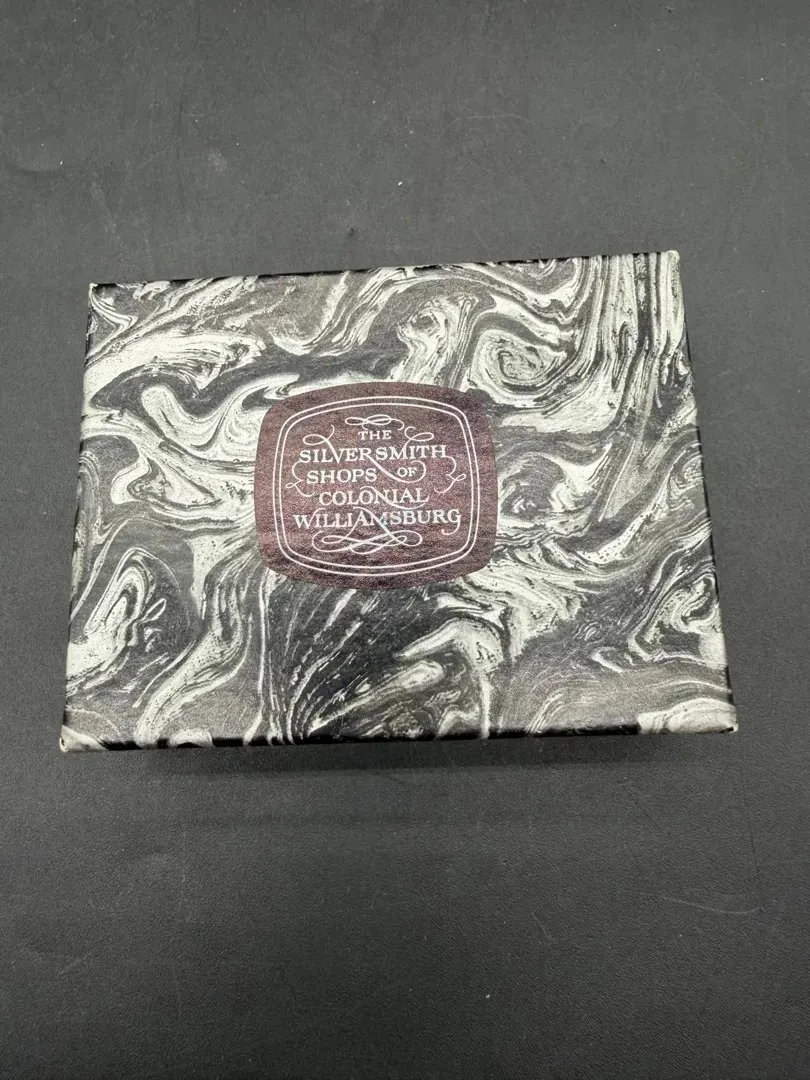 THE
SILVERSMITH
SHOPS OF
COLONIAL
WILLIAMSBURG